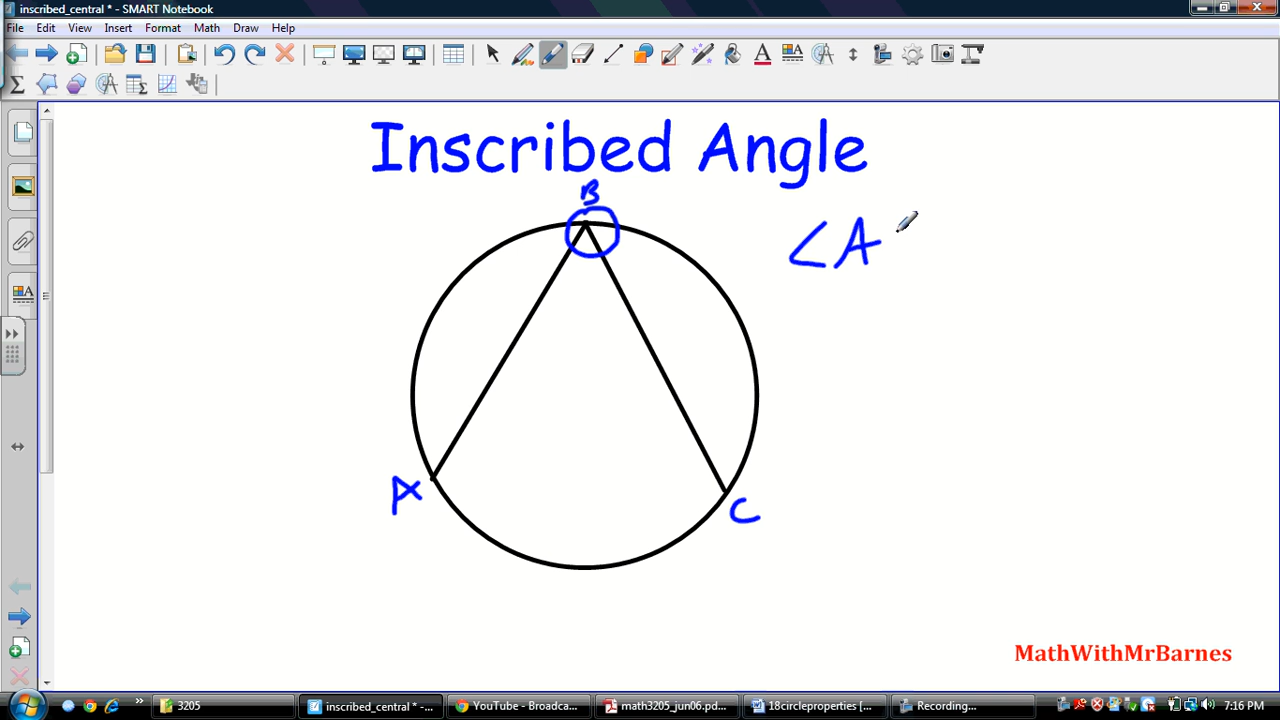 inscribed_central * - SMART Notebook
File Edit View Insert Format Math Draw Help
Inscribed Angle
B
∠A
A
C
MathWithMrBarnes
3205
inscribed_central * -...
YouTube - Broadca...
math3205_jun06.pd...
18circleproperties [...
Recording...
7:16 PM